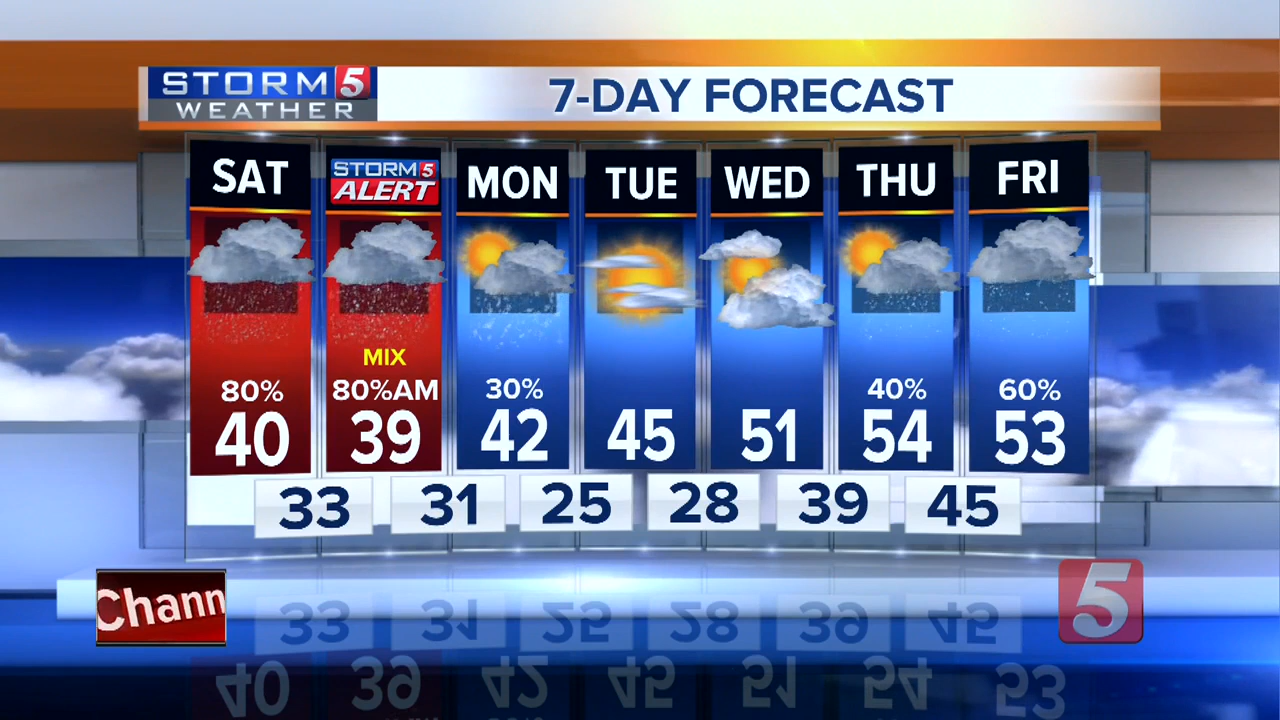 STORM 5
WEATHER
7-DAY FORECAST
SAT
STORM 5
ALERT
MON
TUE
WED
THU
FRI
MIX
80%
80%AM
30%
40%
60%
40
39
42
45
51
54
53
33
31
25
28
39
45
Chann
5